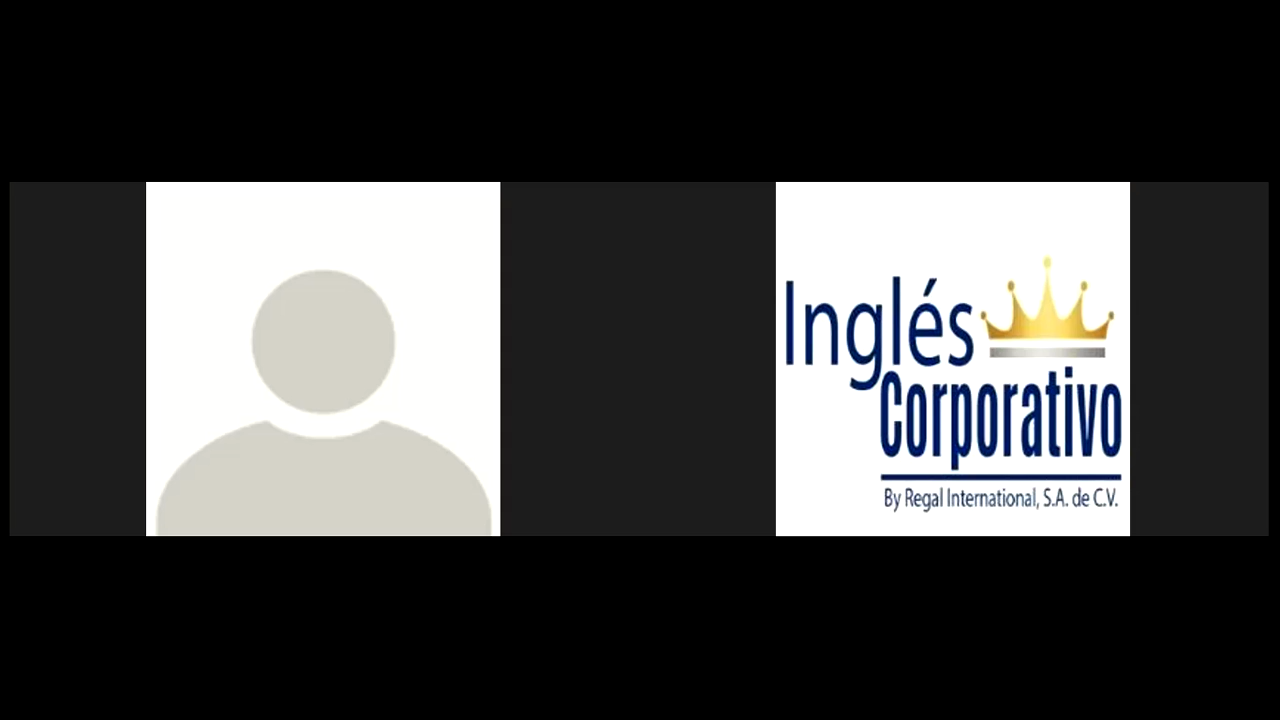 Inglés
Corporativo
By Regal International, S.A. de C.V.